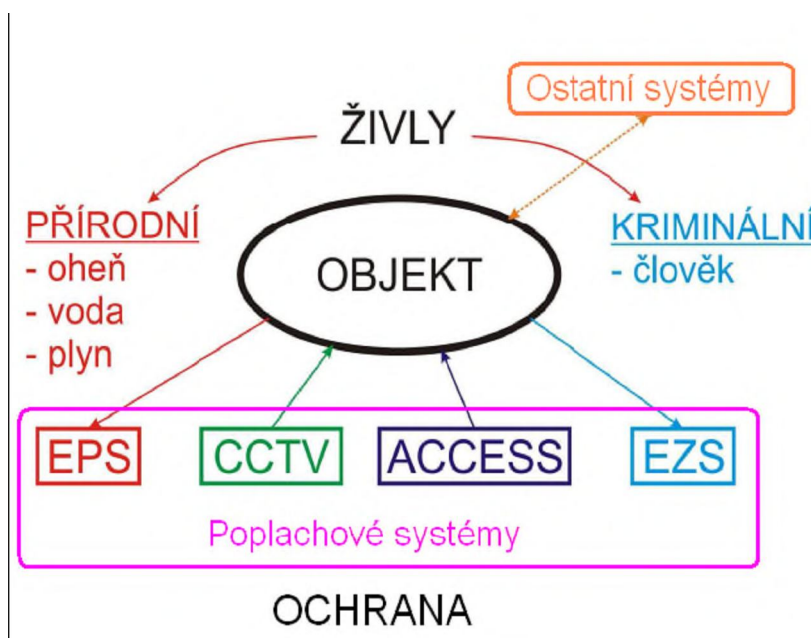 Ostatní systémy
ŽIVLY
PŘÍRODNÍ
- oheň
- voda
- plyn
KRIMINÁLNÍ
- člověk
OBJEKT
EPS
CCTV
ACCESS
EZS
Poplachové systémy
OCHRANA